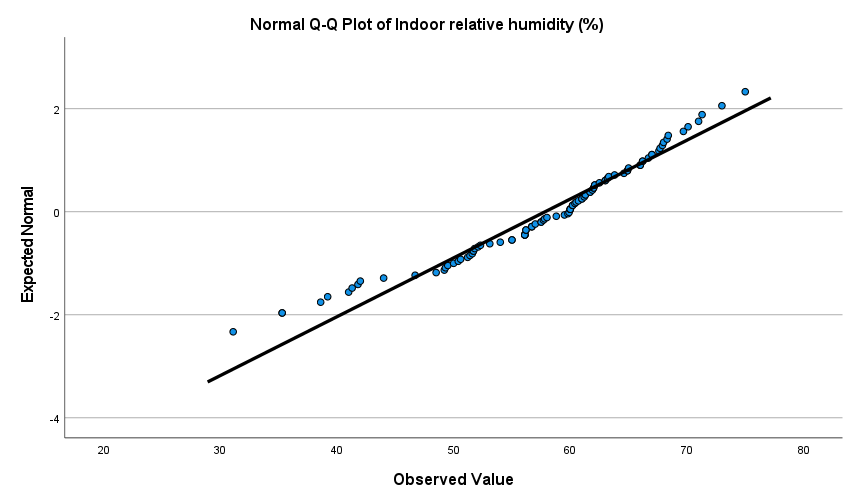 Normal Q-Q Plot of Indoor relative humidity (%)
Expected Normal
2
0
-2
-4
20 30 40 50 60 70 80
Observed Value